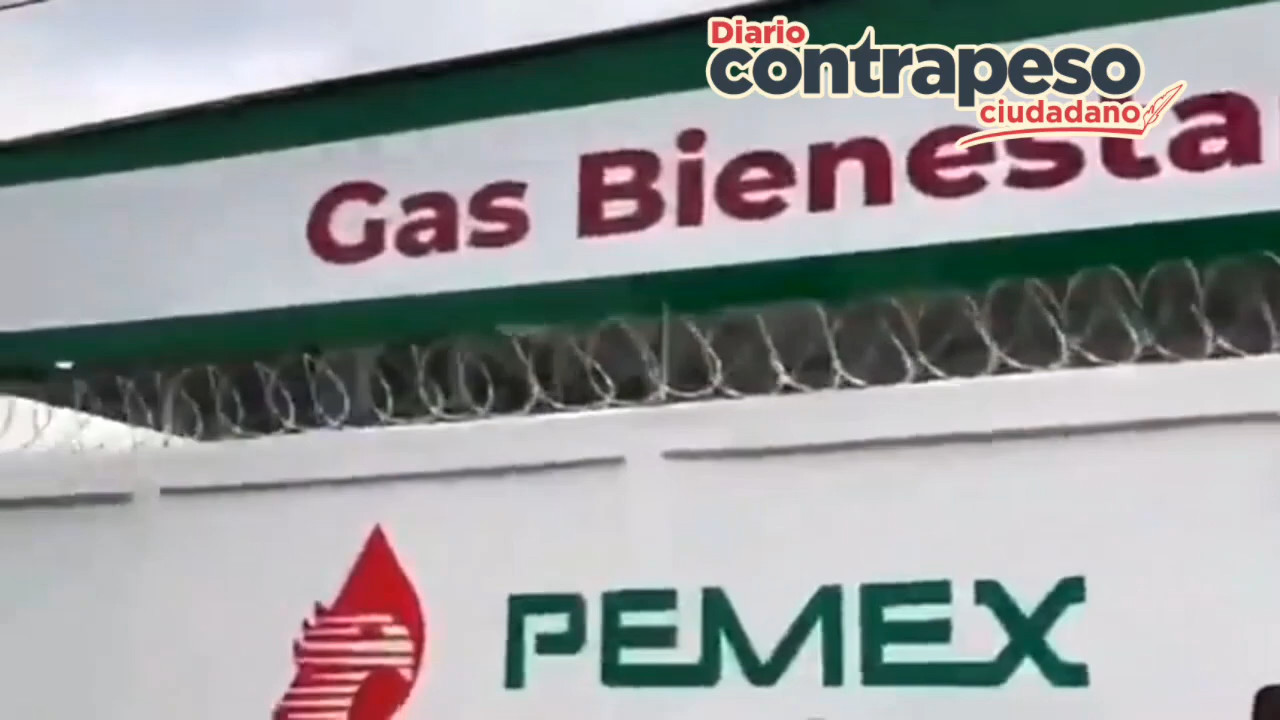 Diario
contrapeso
ciudadano
Gas Bienesta
PEMEX